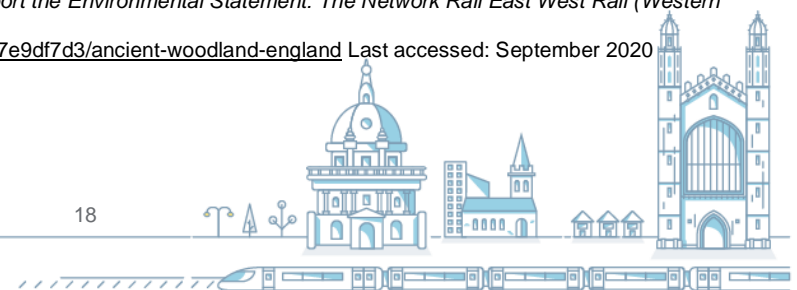 port the Environmental Statement. The Network Rail East West Rail (Western
7e9df7d3/ancient-woodland-england Last accessed: September 2020
18